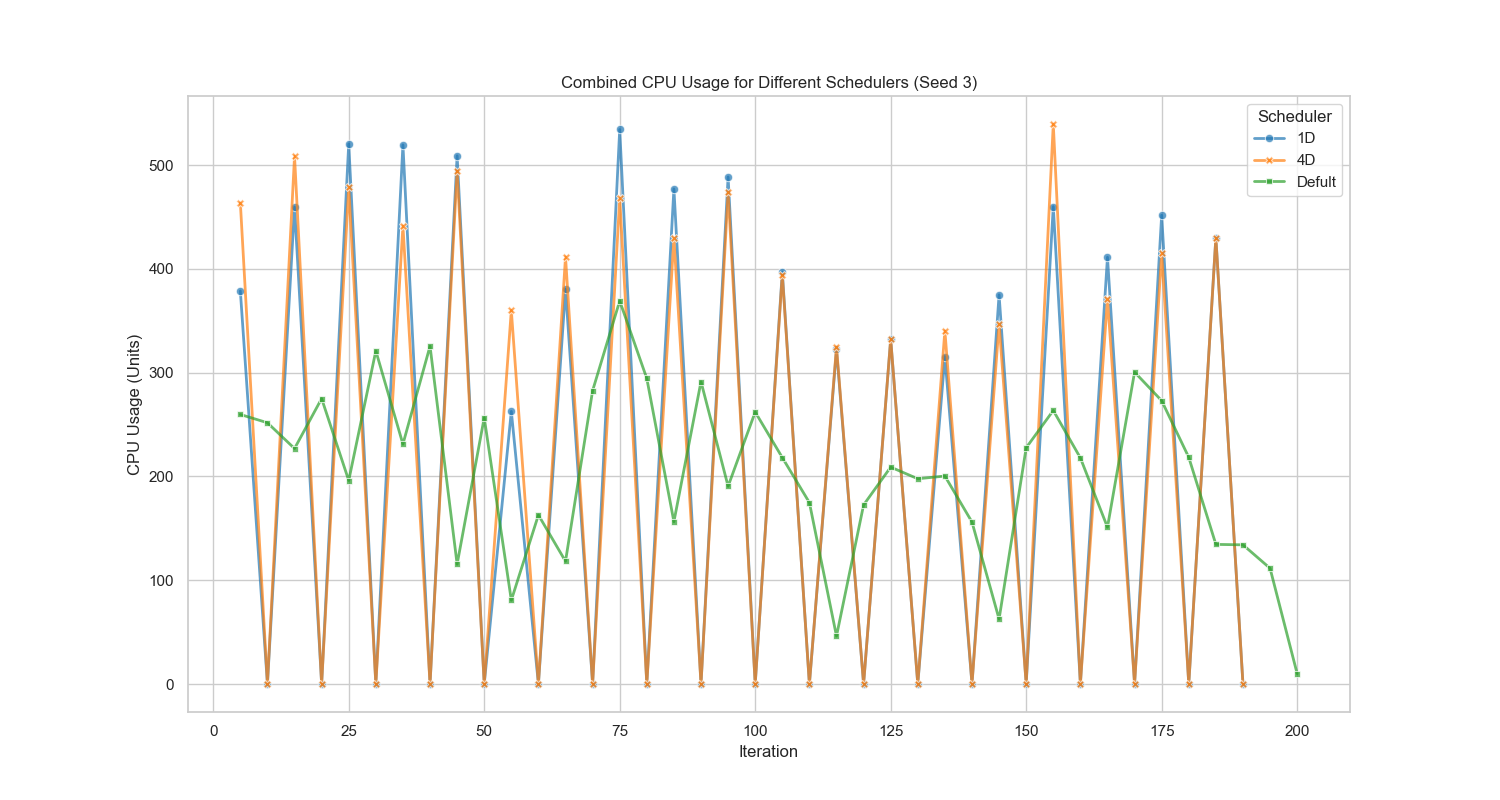 Combined CPU Usage for Different Schedulers (Seed 3)
Scheduler
1D
4D
Defult
CPU Usage (Units)
500
400
300
200
100
0
0 25 50 75 100 125 150 175 200
Iteration